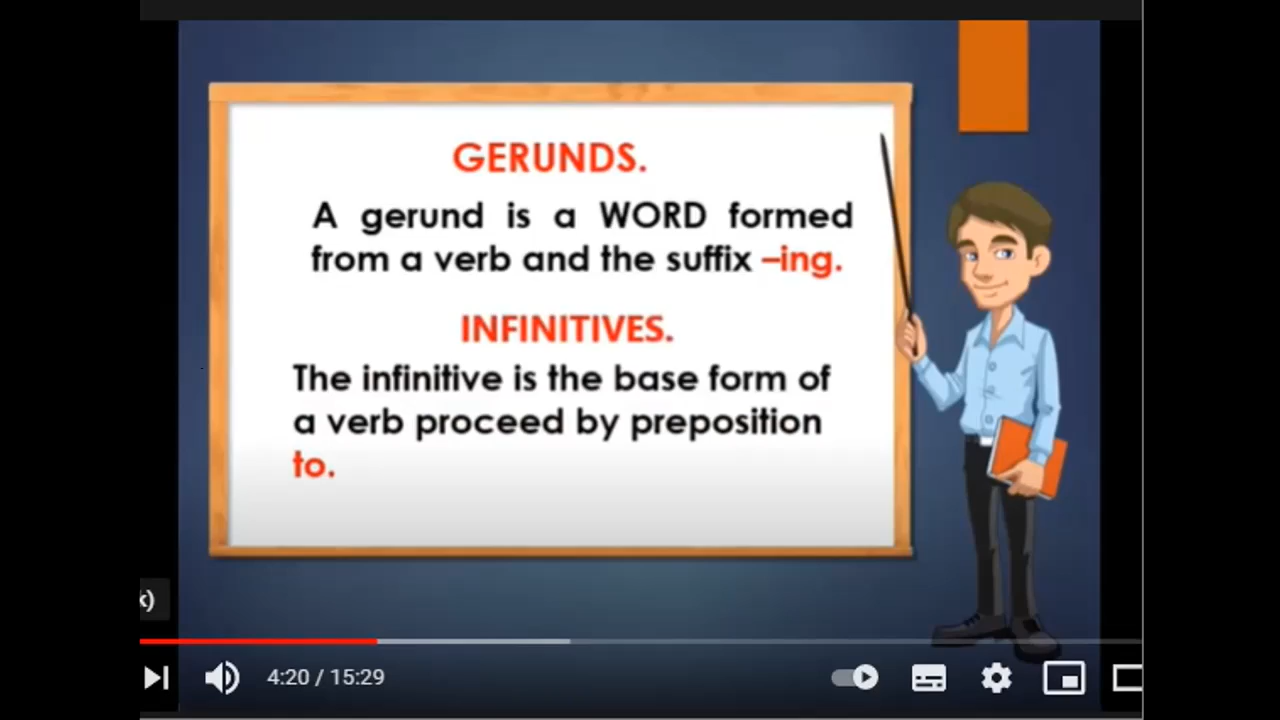 GERUNDS.
A gerund is a WORD formed
from a verb and the suffix –ing.
INFINITIVES.
The infinitive is the base form of
a verb proceed by preposition
to.
k)
4:20 / 15:29